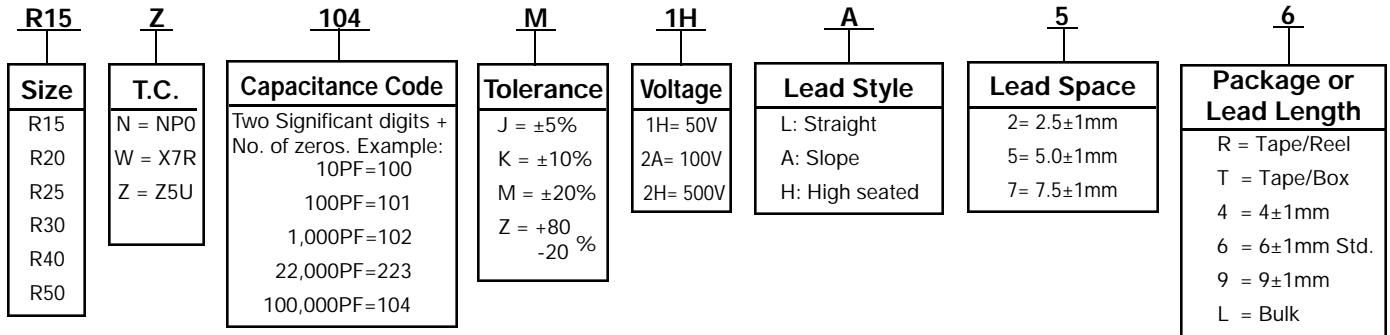 R15 Z 104 M 1H A 5 6
Size
R15
R20
R25
R30
R40
R50
T.C.
N = NP0
W = X7R
Z = Z5U
Capacitance Code
Two Significant digits +
No. of zeros. Example:
10PF=100
100PF=101
1,000PF=102
22,000PF=223
100,000PF=104
Tolerance
J = ±5%
K = ±10%
M = ±20%
Z = +80
-20 %
Voltage
1H= 50V
2A= 100V
2H= 500V
Lead Style
L: Straight
A: Slope
H: High seated
Lead Space
2= 2.5±1mm
5= 5.0±1mm
7= 7.5±1mm
Package or
Lead Length
R = Tape/Reel
T = Tape/Box
4 = 4±1mm
6 = 6±1mm Std.
9 = 9±1mm
L = Bulk